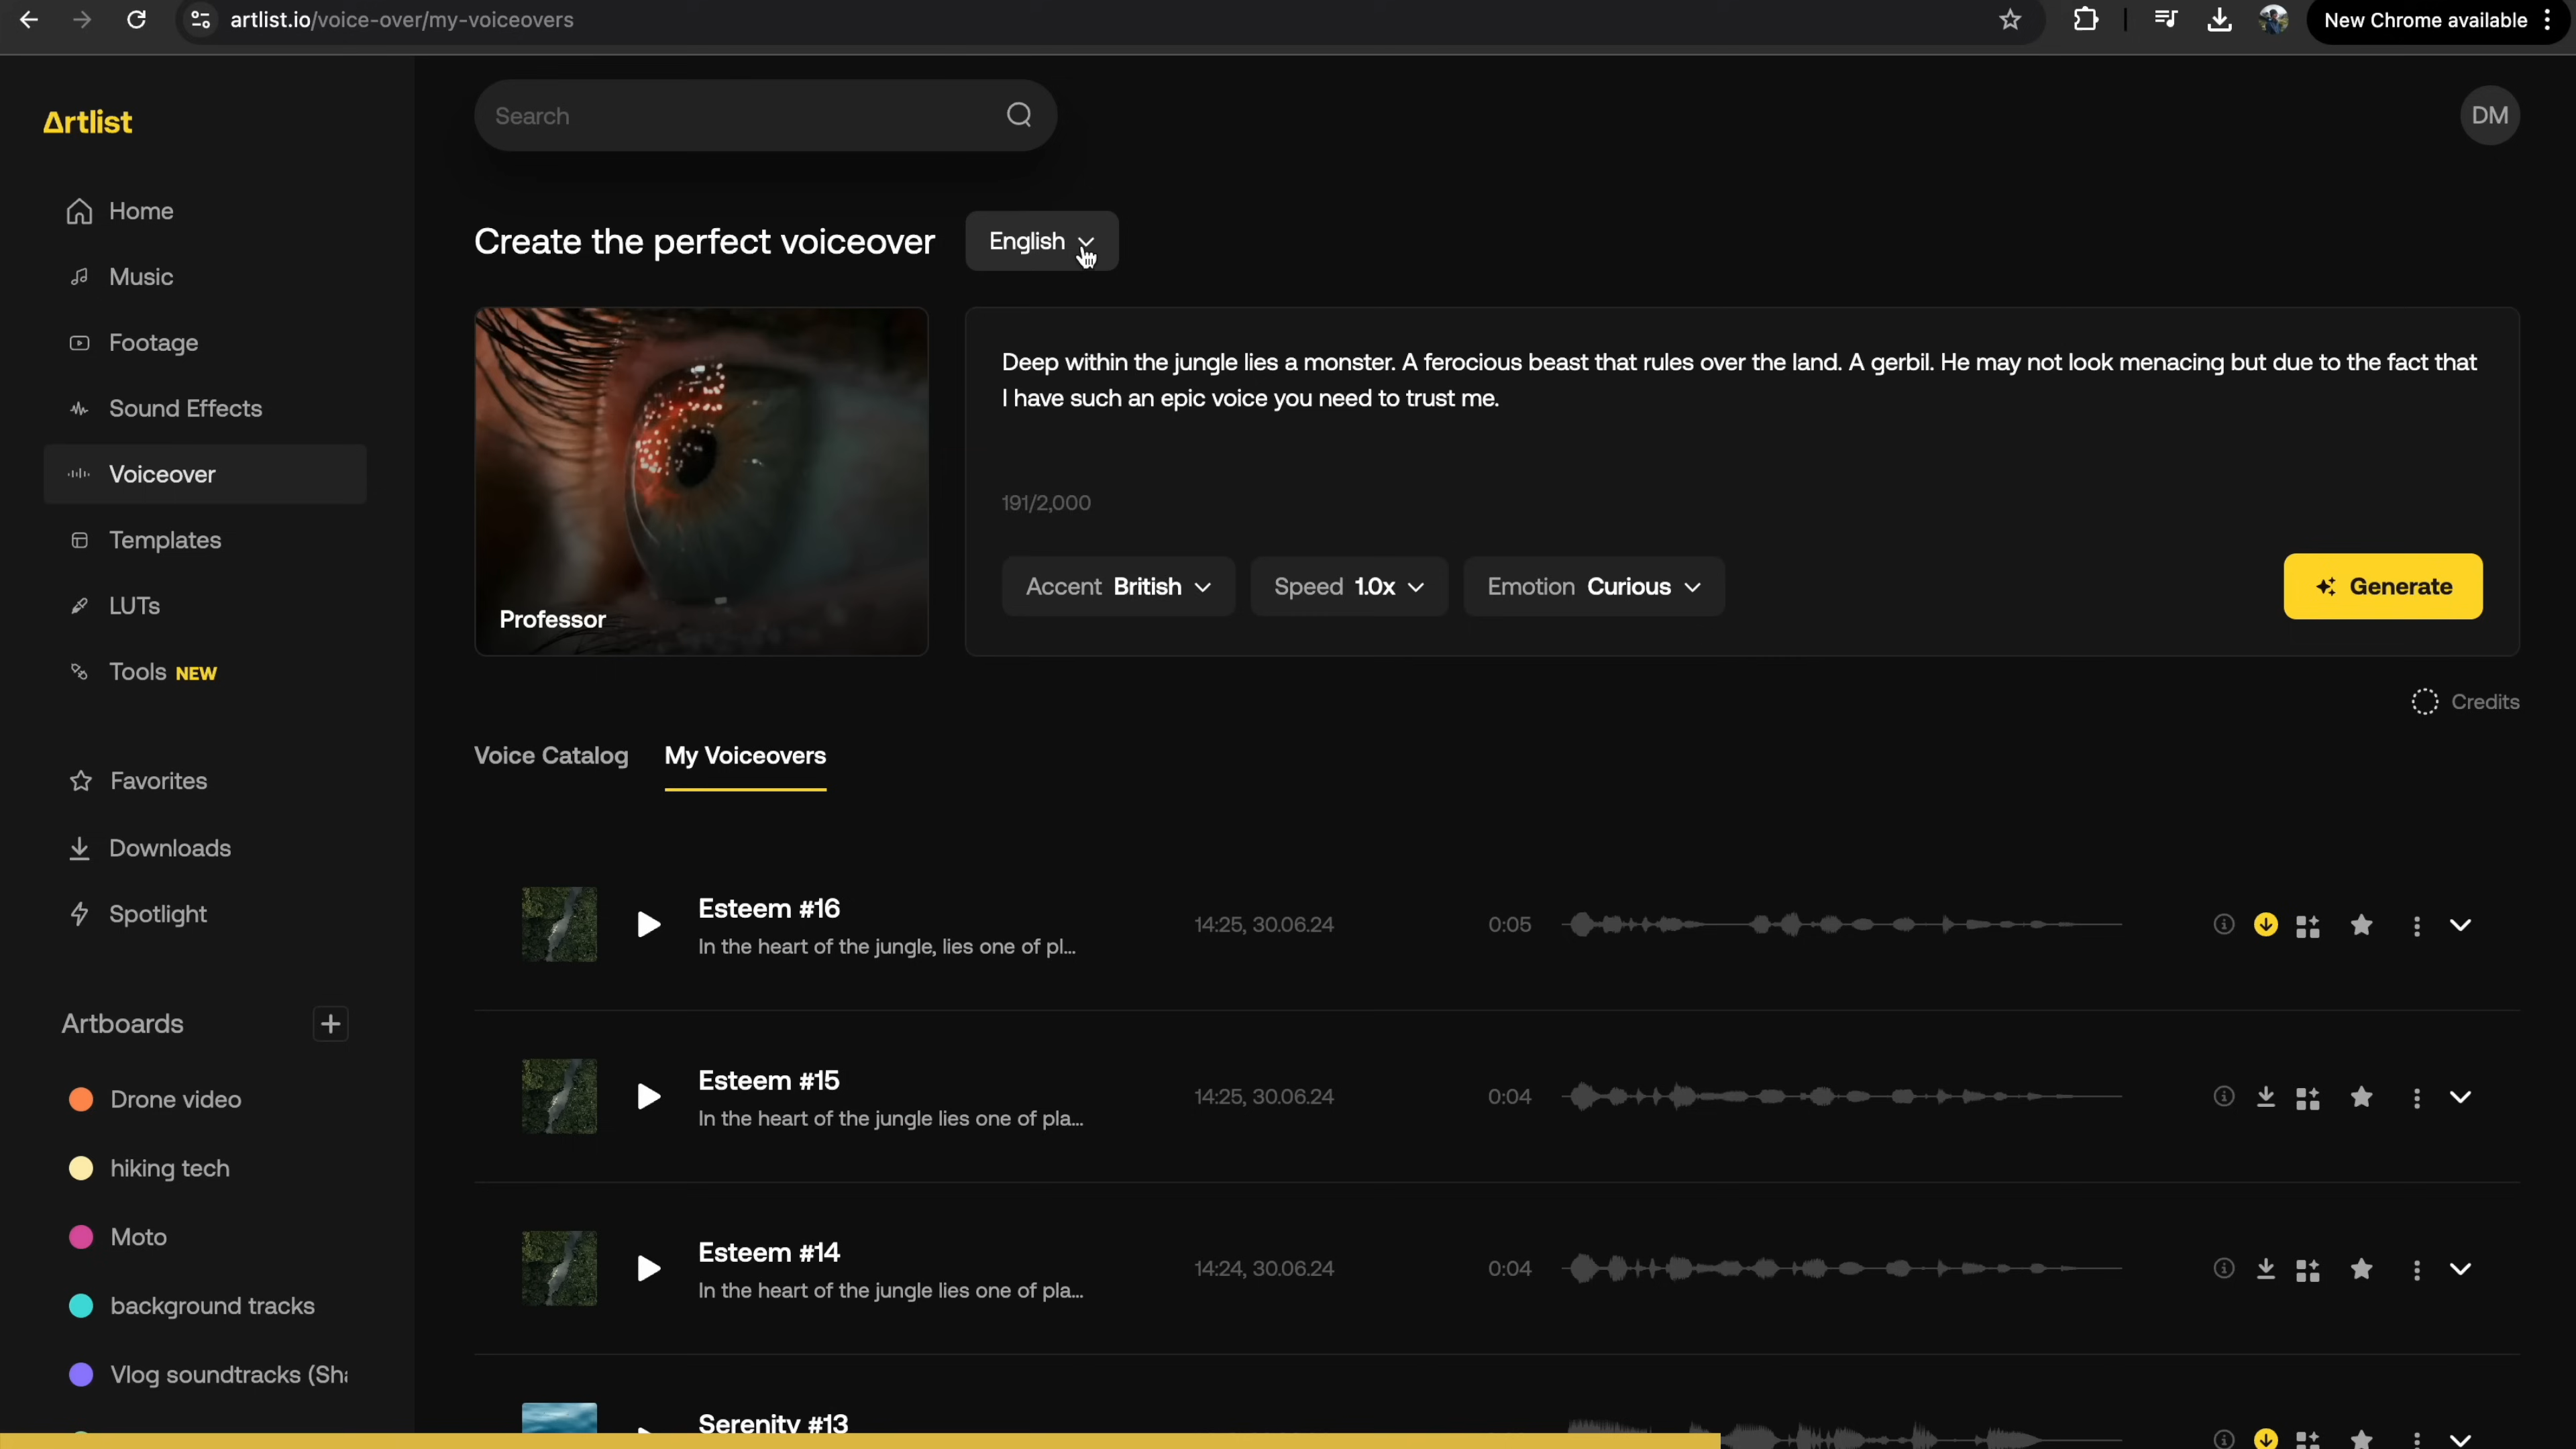 artlist.io/voice-over/my-voiceovers
New Chrome available
Artlist
Search
DM
Home
Music
Footage
Sound Effects
Voiceover
Templates
LUTs
Tools NEW
Favorites
Downloads
Spotlight
Artboards
Drone video
hiking tech
Moto
background tracks
Vlog soundtracks (Sha
Create the perfect voiceover
English
Professor
Deep within the jungle lies a monster. A ferocious beast that rules over the land. A gerbil. He may not look menacing but due to the fact that
I have such an epic voice you need to trust me.
191/2,000
Accent British
Speed 1.0x
Emotion Curious
Generate
Credits
Voice Catalog
My Voiceovers
Esteem #16
In the heart of the jungle, lies one of pl...
14:25, 30.06.24
0:05
Esteem #15
In the heart of the jungle lies one of pla...
14:25, 30.06.24
0:04
Esteem #14
In the heart of the jungle lies one of pla...
14:24, 30.06.24
0:04
Serenity #13